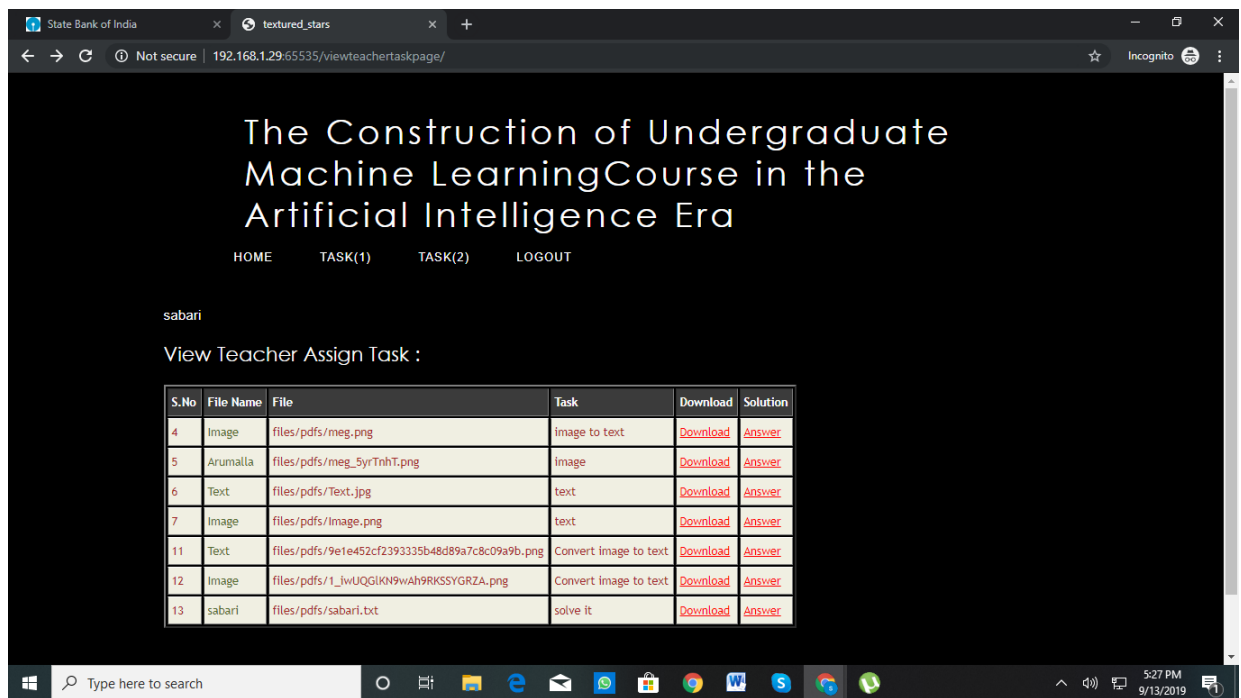 State Bank of India
textured_stars
Not secure 192.168.1.29:65535/viewteachertaskpage/
Incognito
The Construction of Undergraduate
Machine LearningCourse in the
Artificial Intelligence Era
HOME TASK(1) TASK(2) LOGOUT
sabari
View Teacher Assign Task :
S.No File Name File Task Download Solution
4 Image files/pdfs/meg.png image to text Download Answer
5 Arumalla files/pdfs/meg_5yrTnhT.png image Download Answer
6 Text files/pdfs/Text.jpg text Download Answer
7 Image files/pdfs/Image.png text Download Answer
11 Text files/pdfs/9e1e452cf2393335b48d89a7c8c09a9b.png Convert image to text Download Answer
12 Image files/pdfs/1_iwUQGlKN9wAh9RKSSYGRZA.png Convert image to text Download Answer
13 sabari files/pdfs/sabari.txt solve it Download Answer
Type here to search
5:27 PM
9/13/2019